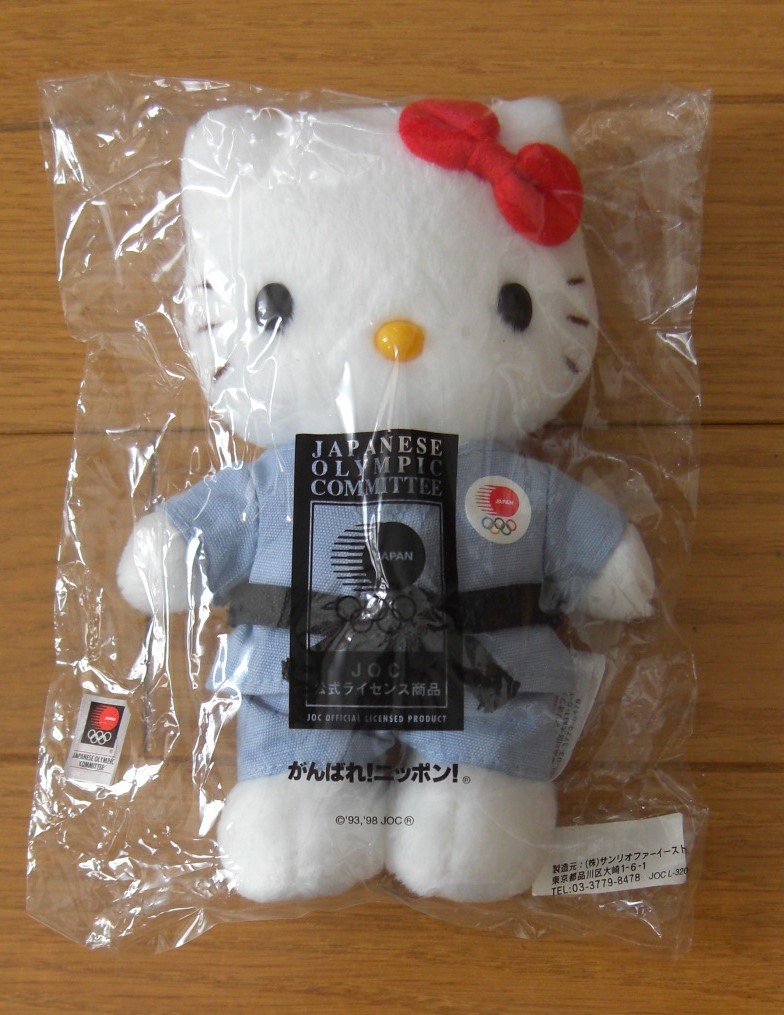 JAPANESE
OLYMPIC
COMMITTEE
JAPAN
JAPAN
JOC
公式ライセンス商品
JOC OFFICIAL LICENSED PRODUCT
がんばれ!ニッポン!®
©'93,'98 JOC ®
JAPAN
JAPANESE OLYMPIC
COMMITTEE
製造元:(株)サンリオファーイースト
東京都品川区大崎1-6-1
TEL:03-3779-8478 JOC L-320